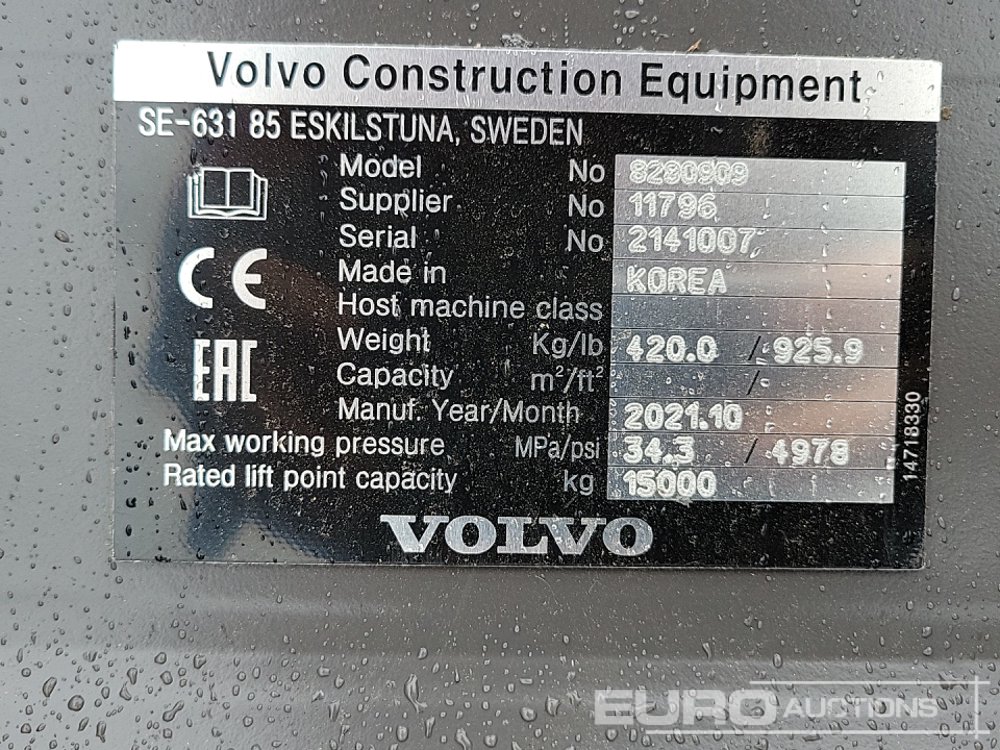 Volvo Construction Equipment
SE-631 85 ESKILSTUNA, SWEDEN
Model No 8290909
Supplier No 11796
Serial No 2141007
Made in KOREA
Host machine class
Weight Kg/lb 420.0 / 925.9
Capacity m²/ft² /
Manuf. Year/Month 2021.10
Max working pressure MPa/psi 34.3 / 4978
Rated lift point capacity kg 15000
CE
EAC
VOLVO
14718330
EURO AUCTIONS